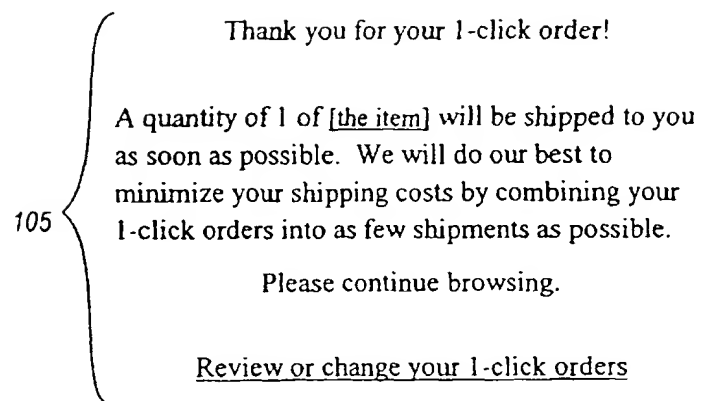 Thank you for your 1-click order!
A quantity of 1 of [the item] will be shipped to you
as soon as possible. We will do our best to
minimize your shipping costs by combining your
105
1-click orders into as few shipments as possible.
Please continue browsing.
Review or change your 1-click orders